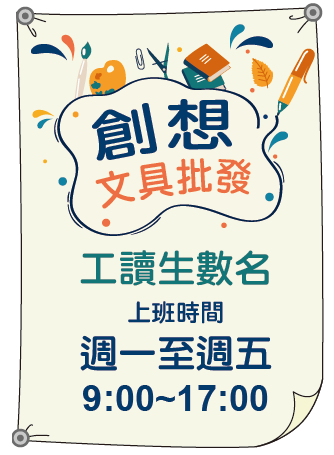 創想
文具批發
工讀生數名
上班時間
週一至週五
9:00~17:00